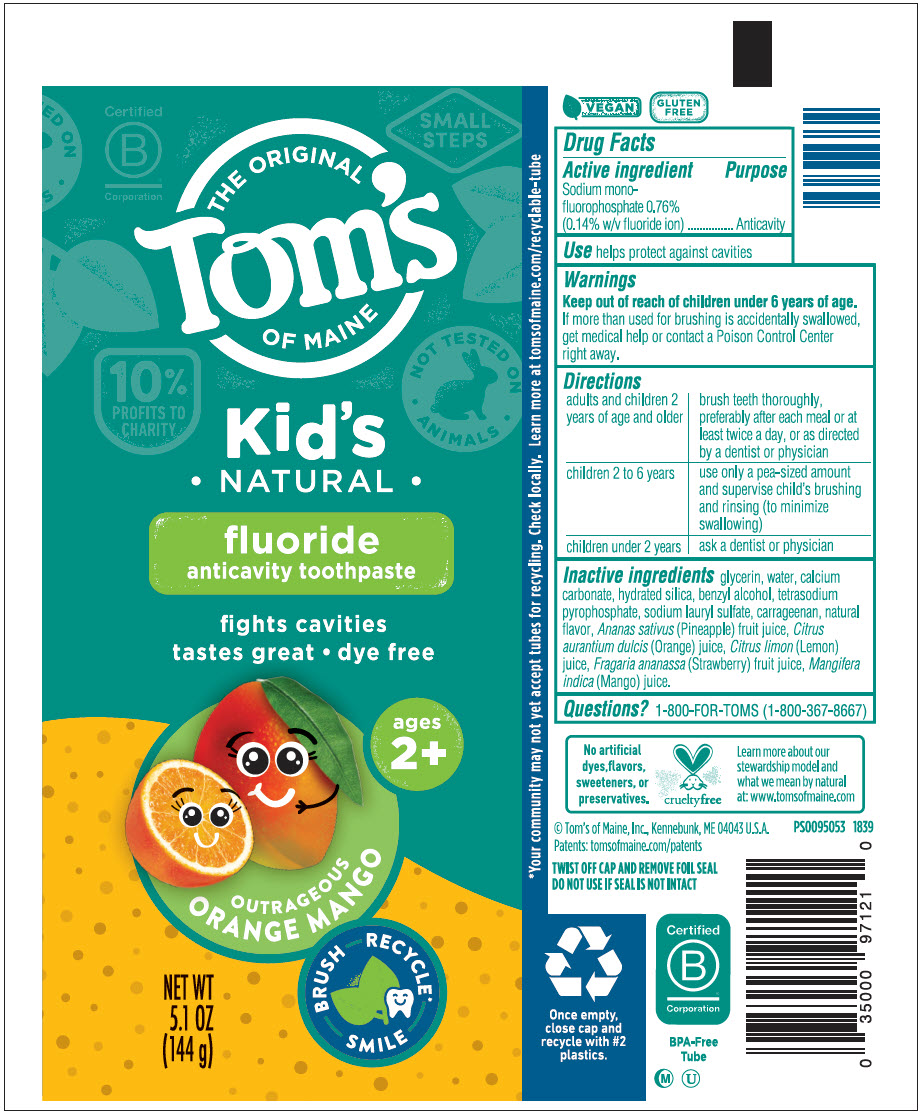 Certified
B
Corporation
SMALL
STEPS
THE ORIGINAL
Tom's
OF MAINE
10%
PROFITS TO
CHARITY
NOT TESTED ON
• ANIMALS •
Kid's
• NATURAL •
fluoride
anticavity toothpaste
fights cavities
tastes great • dye free
ages
2+
OUTRAGEOUS
ORANGE MANGO
BRUSH RECYCLE*
SMILE
NET WT
5.1 OZ
(144 g)
*Your community may not yet accept tubes for recycling. Check locally. Learn more at tomsofmaine.com/recyclable-tube
VEGAN
GLUTEN
FREE
Drug Facts
Active ingredient Purpose
Sodium mono-
fluorophosphate 0.76%
(0.14% w/v fluoride ion) ............... Anticavity
Use helps protect against cavities
Warnings
Keep out of reach of children under 6 years of age.
If more than used for brushing is accidentally swallowed,
get medical help or contact a Poison Control Center
right away.
Directions
adults and children 2 brush teeth thoroughly,
years of age and older preferably after each meal or at
least twice a day, or as directed
by a dentist or physician
children 2 to 6 years use only a pea-sized amount
and supervise child's brushing
and rinsing (to minimize
swallowing)
children under 2 years ask a dentist or physician
Inactive ingredients glycerin, water, calcium
carbonate, hydrated silica, benzyl alcohol, tetrasodium
pyrophosphate, sodium lauryl sulfate, carrageenan, natural
flavor, Ananas sativus (Pineapple) fruit juice, Citrus
aurantium dulcis (Orange) juice, Citrus limon (Lemon)
juice, Fragaria ananassa (Strawberry) fruit juice, Mangifera
indica (Mango) juice.
Questions? 1-800-FOR-TOMS (1-800-367-8667)
No artificial
dyes,flavors,
sweeteners, or
preservatives.
crueltyfree
Learn more about our
stewardship model and
what we mean by natural
at: www.tomsofmaine.com
© Tom's of Maine, Inc., Kennebunk, ME 04043 U.S.A. PS0095053 1839
Patents: tomsofmaine.com/patents
TWIST OFF CAP AND REMOVE FOIL SEAL
DO NOT USE IF SEAL IS NOT INTACT
Once empty,
close cap and
recycle with #2
plastics.
Certified
B
Corporation
BPA-Free
Tube
M U
0 35000 97121 0